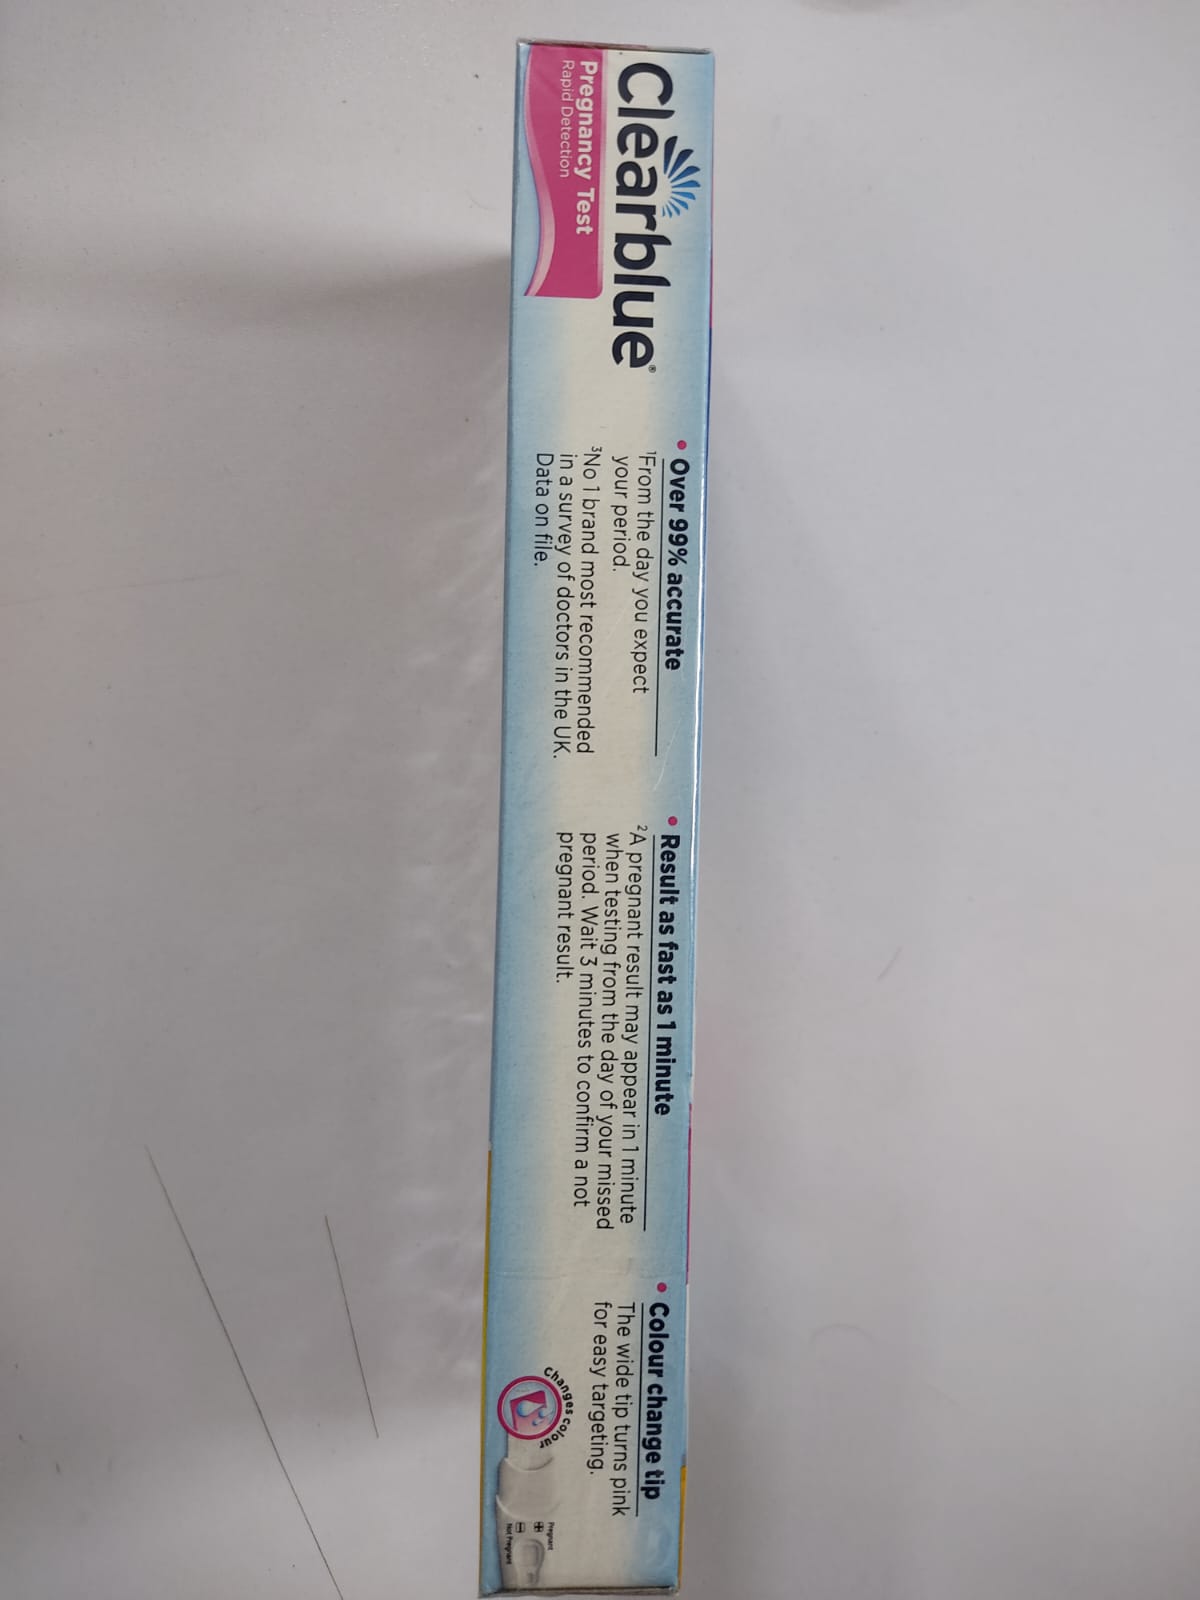 Clearblue®
Pregnancy Test
Rapid Detection
• Over 99% accurate
¹From the day you expect
your period.
³No 1 brand most recommended
in a survey of doctors in the UK.
Data on file.
• Result as fast as 1 minute
²A pregnant result may appear in 1 minute
when testing from the day of your missed
period. Wait 3 minutes to confirm a not
pregnant result.
• Colour change tip
The wide tip turns pink
for easy targeting.
Changes colour
Pregnant
Not Pregnant